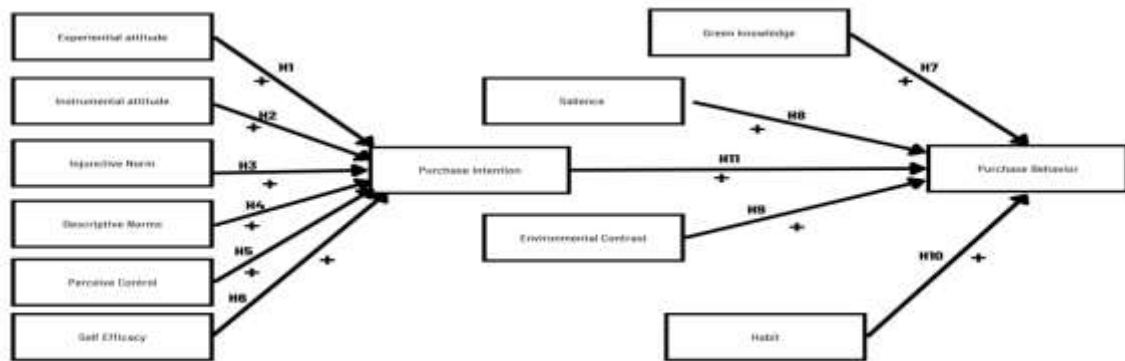 Experiential attitude
Instrumental attitude
Injunctive Norm
Descriptive Norms
Perceive Control
Self Efficacy
H1
+
H2
+
H3
+
H4
+
H5
+
H6
+
Purchase Intention
Green knowledge
Salience
Environmental Contrast
Habit
H7
+
H8
+
H11
+
H9
+
H10
+
Purchase Behavior